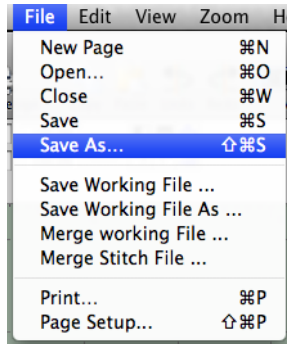 File Edit View Zoom H
New Page ⌘N
Open... ⌘O
Close ⌘W
Save ⌘S
Save As... ⇧⌘S
Save Working File ...
Save Working File As ...
Merge working File ...
Merge Stitch File ...
Print... ⌘P
Page Setup... ⇧⌘P